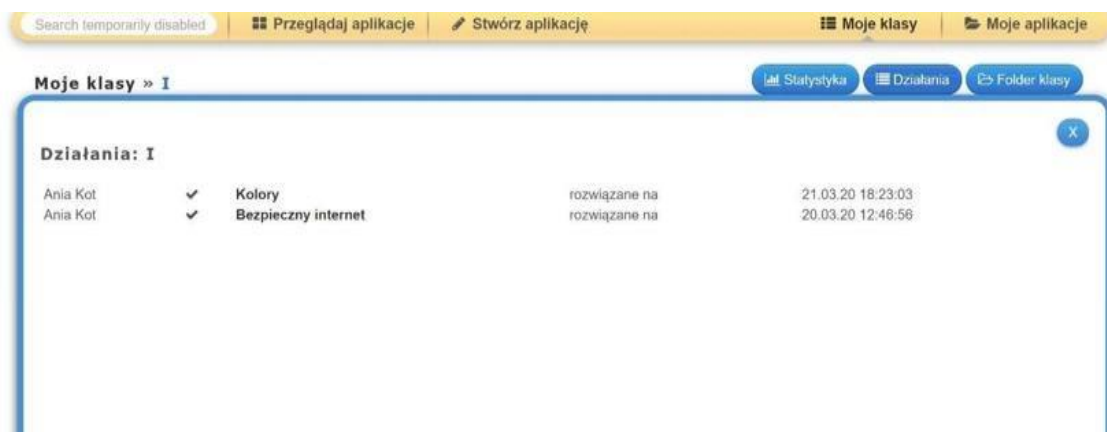 Search temporarily disabled Przeglądaj aplikacje Stwórz aplikację Moje klasy Moje aplikacje
Moje klasy » I Statystyka Działania Folder klasy
X
Działania: I
Ania Kot ✔ Kolory rozwiązane na 21.03.20 18:23:03
Ania Kot ✔ Bezpieczny internet rozwiązane na 20.03.20 12:46:56